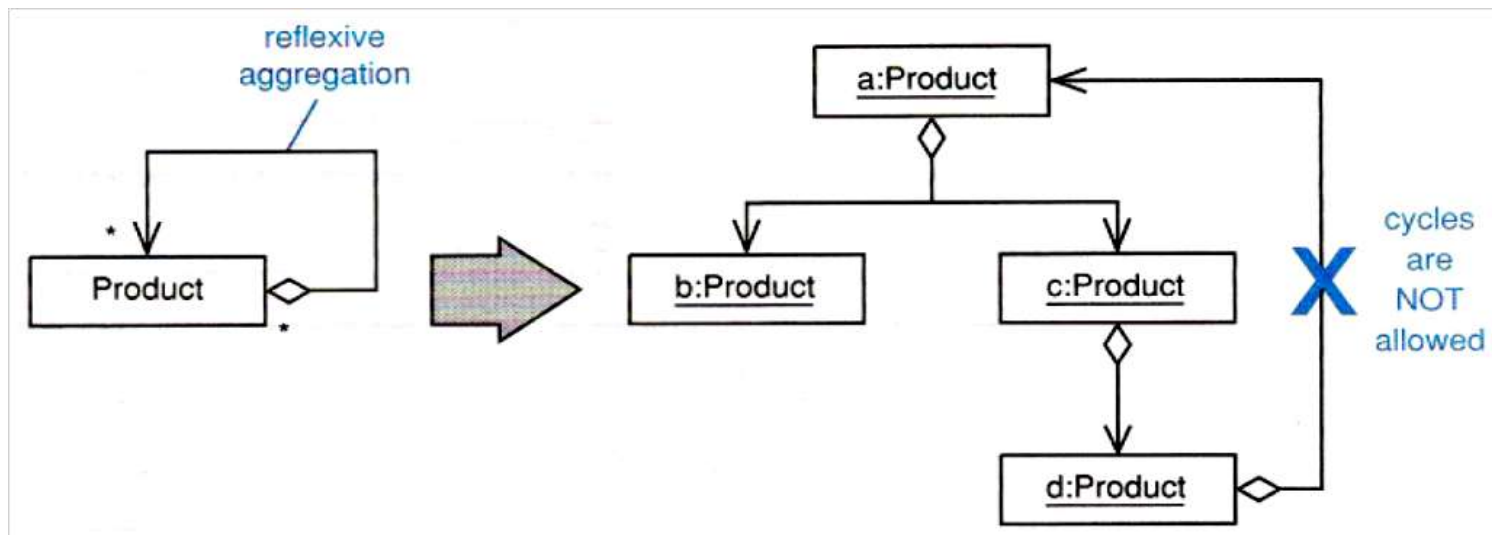 reflexive
aggregation
*
Product
*
a:Product
b:Product
c:Product
d:Product
X
cycles
are
NOT
allowed